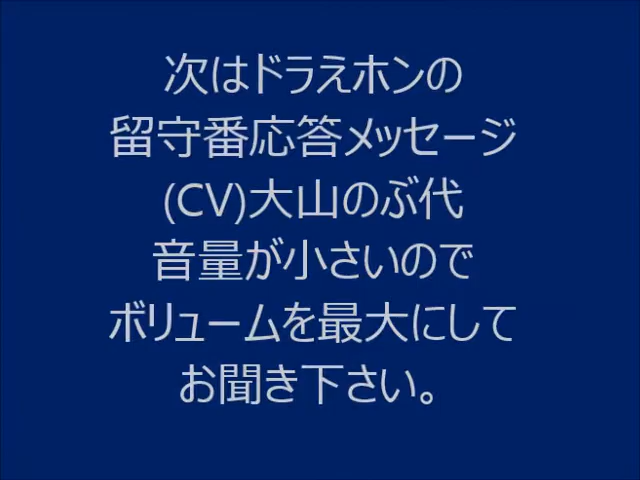 次はドラえホンの
留守番応答メッセージ
(CV)大山のぶ代
音量が小さいので
ボリュームを最大にして
お聞き下さい。